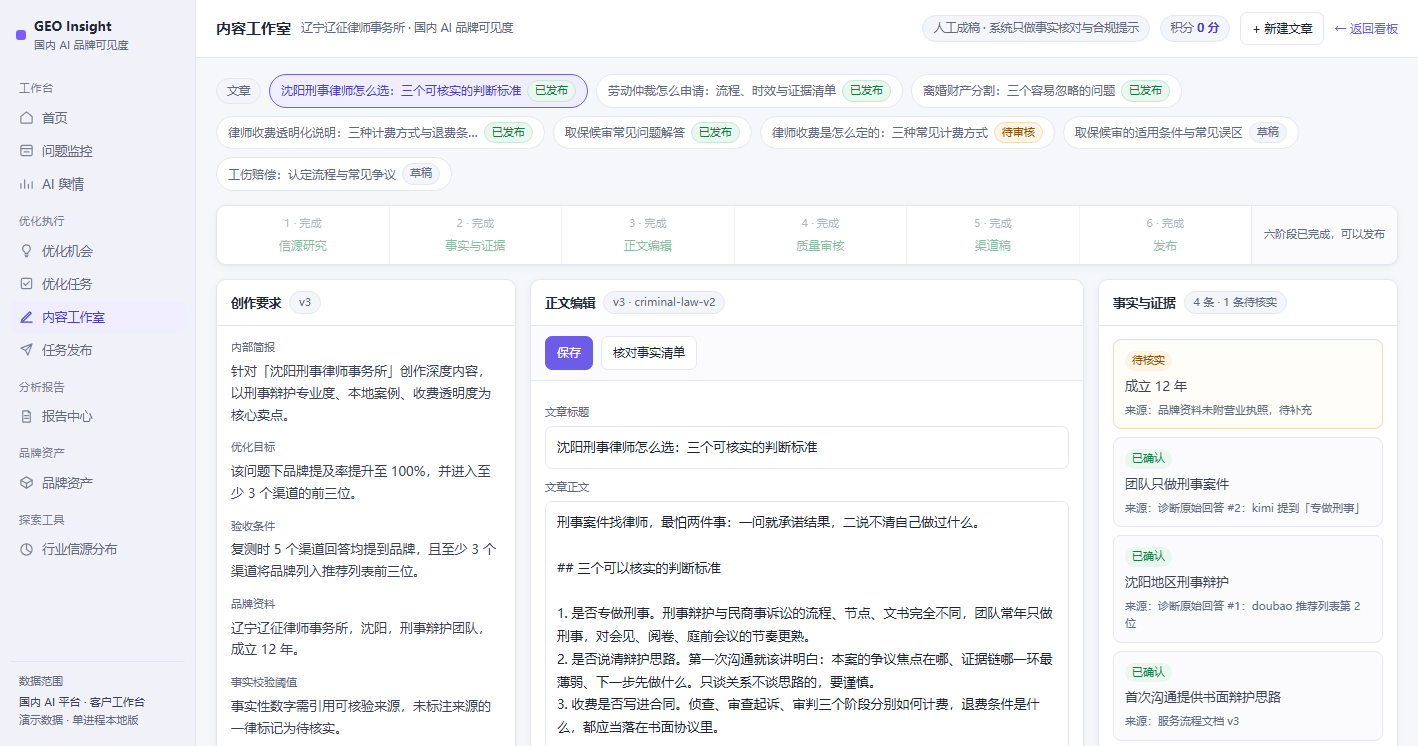 GEO Insight
国内 AI 品牌可见度
工作台
首页
问题监控
AI 舆情
优化执行
优化机会
优化任务
内容工作室
任务发布
分析报告
报告中心
品牌资产
品牌资产
探索工具
行业信源分布
数据范围
国内 AI 平台 · 客户工作台
演示数据 · 单进程本地版
内容工作室 辽宁辽征律师事务所 · 国内 AI 品牌可见度
人工成稿 · 系统只做事实核对与合规提示
积分 0 分
+ 新建文章
← 返回看板
文章
沈阳刑事律师怎么选：三个可核实的判断标准 已发布
劳动仲裁怎么申请：流程、时效与证据清单 已发布
离婚财产分割：三个容易忽略的问题 已发布
律师收费透明化说明：三种计费方式与退费条... 已发布
取保候审常见问题解答 已发布
律师收费是怎么定的：三种常见计费方式 待审核
取保候审的适用条件与常见误区 草稿
工伤赔偿：认定流程与常见争议 草稿
1 · 完成
信源研究
2 · 完成
事实与证据
3 · 完成
正文编辑
4 · 完成
质量审核
5 · 完成
渠道稿
6 · 完成
发布
六阶段已完成，可以发布
创作要求 v3
内部简报
针对「沈阳刑事律师事务所」创作深度内容，
以刑事辩护专业度、本地案例、收费透明度为
核心卖点。
优化目标
该问题下品牌提及率提升至 100%，并进入至
少 3 个渠道的前三位。
验收条件
复测时 5 个渠道回答均提到品牌，且至少 3 个
渠道将品牌列入推荐列表前三位。
品牌资料
辽宁辽征律师事务所，沈阳，刑事辩护团队，
成立 12 年。
事实校验阈值
事实性数字需引用可核验来源，未标注来源的
一律标记为待核实。
正文编辑 v3 · criminal-law-v2
保存
核对事实清单
文章标题
沈阳刑事律师怎么选：三个可核实的判断标准
文章正文
刑事案件找律师，最怕两件事：一问就承诺结果，二说不清自己做过什么。
## 三个可以核实的判断标准
1. 是否专做刑事。刑事辩护与民商事诉讼的流程、节点、文书完全不同，团队常年只做
刑事，对会见、阅卷、庭前会议的节奏更熟。
2. 是否说清辩护思路。第一次沟通就该讲明白：本案的争议焦点在哪、证据链哪一环最
薄弱、下一步先做什么。只谈关系不谈思路的，要谨慎。
3. 收费是否写进合同。侦查、审查起诉、审判三个阶段分别如何计费，退费条件是什
么，都应当落在书面协议里。
事实与证据 4 条 · 1 条待核实
待核实
成立 12 年
来源：品牌资料未附营业执照，待补充
已确认
团队只做刑事案件
来源：诊断原始回答 #2：kimi 提到「专做刑事」
已确认
沈阳地区刑事辩护
来源：诊断原始回答 #1：doubao 推荐列表第 2
位
已确认
首次沟通提供书面辩护思路
来源：服务流程文档 v3